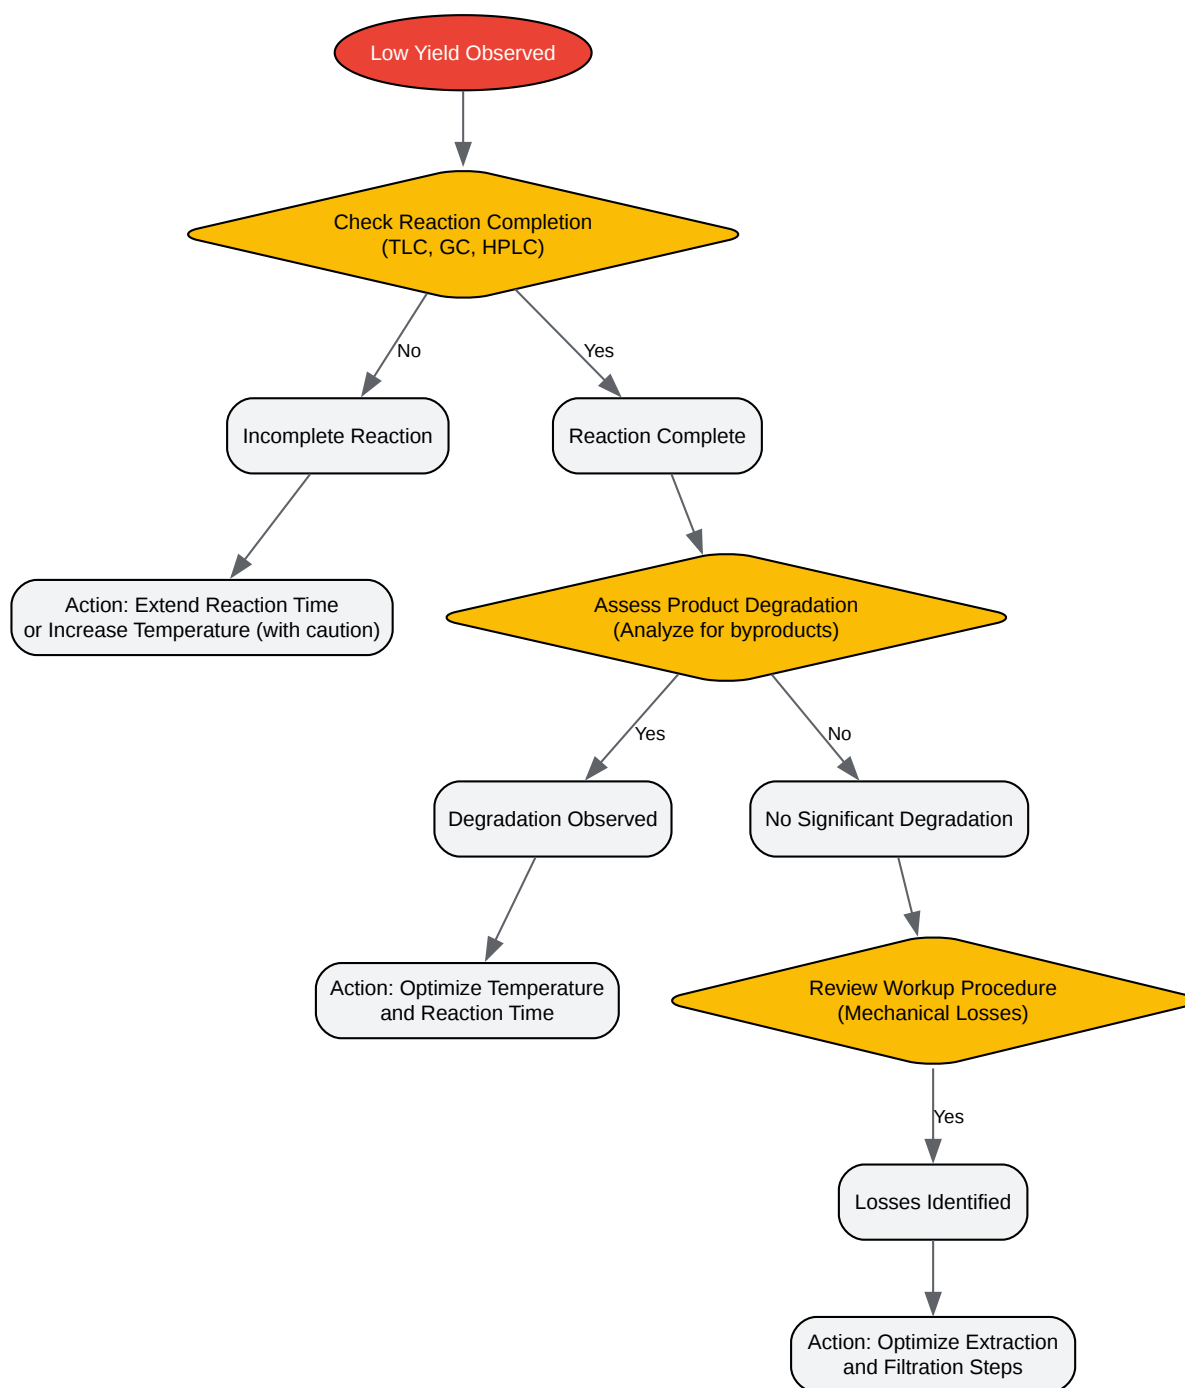 Low Yield Observed
Check Reaction Completion
(TLC, GC, HPLC)
No
Yes
Incomplete Reaction
Reaction Complete
Action: Extend Reaction Time
or Increase Temperature (with caution)
Assess Product Degradation
(Analyze for byproducts)
Yes
No
Degradation Observed
No Significant Degradation
Action: Optimize Temperature
and Reaction Time
Review Workup Procedure
(Mechanical Losses)
Yes
Losses Identified
Action: Optimize Extraction
and Filtration Steps